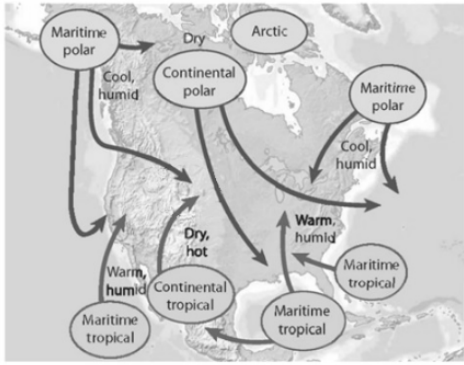 Maritime
polar
Dry
Arctic
Cool,
humid
Continental
polar
Maritime
polar
Cool,
humid
Dry,
hot
Warm,
humid
Warm,
humid
Continental
tropical
Maritime
tropical
Maritime
tropical
Maritime
tropical